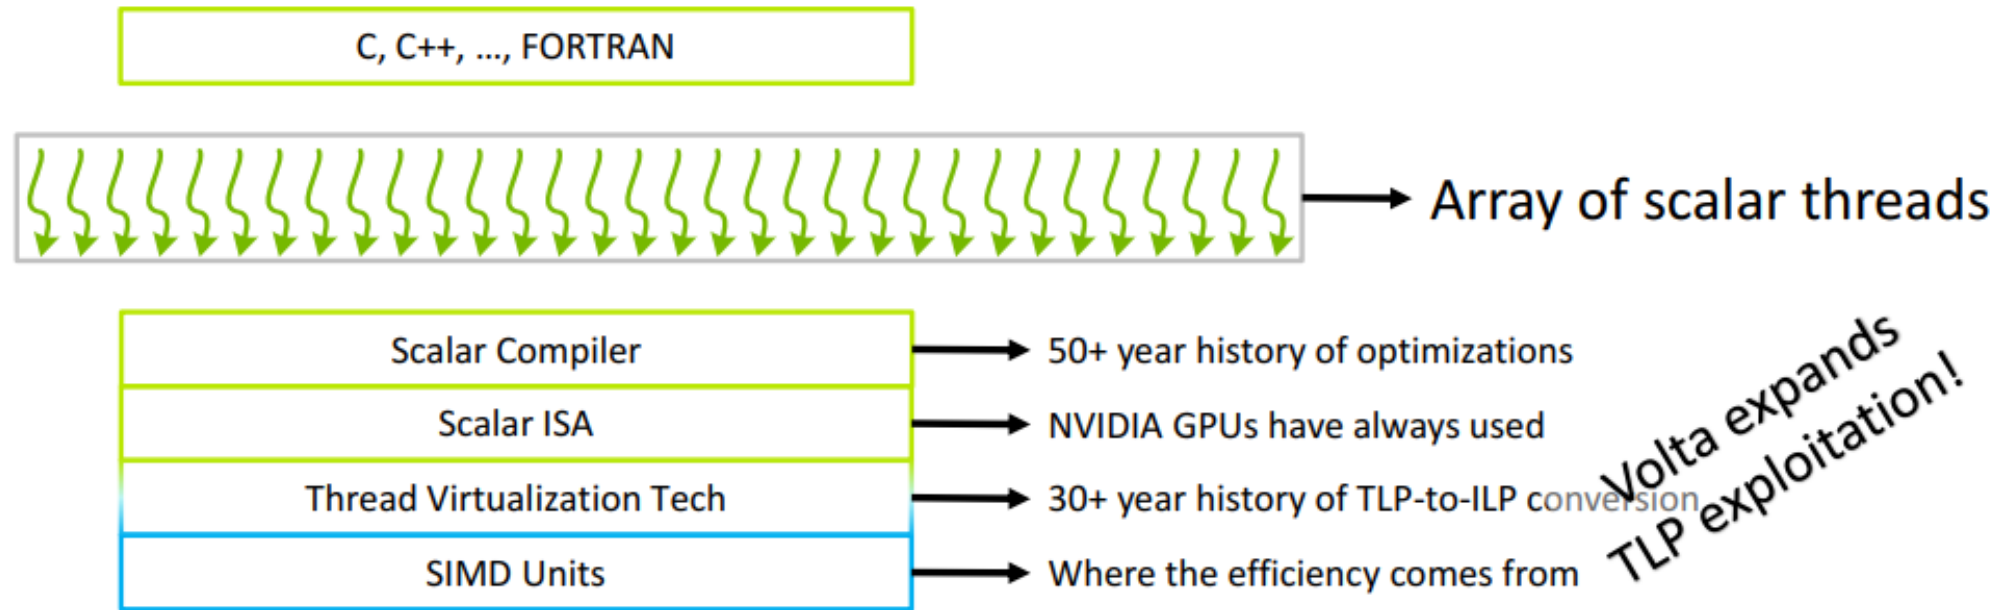 C, C++, ..., FORTRAN
Array of scalar threads
Scalar Compiler
50+ year history of optimizations
Scalar ISA
NVIDIA GPUs have always used
Thread Virtualization Tech
30+ year history of TLP-to-ILP conversion
SIMD Units
Where the efficiency comes from
Volta expands
TLP exploitation!